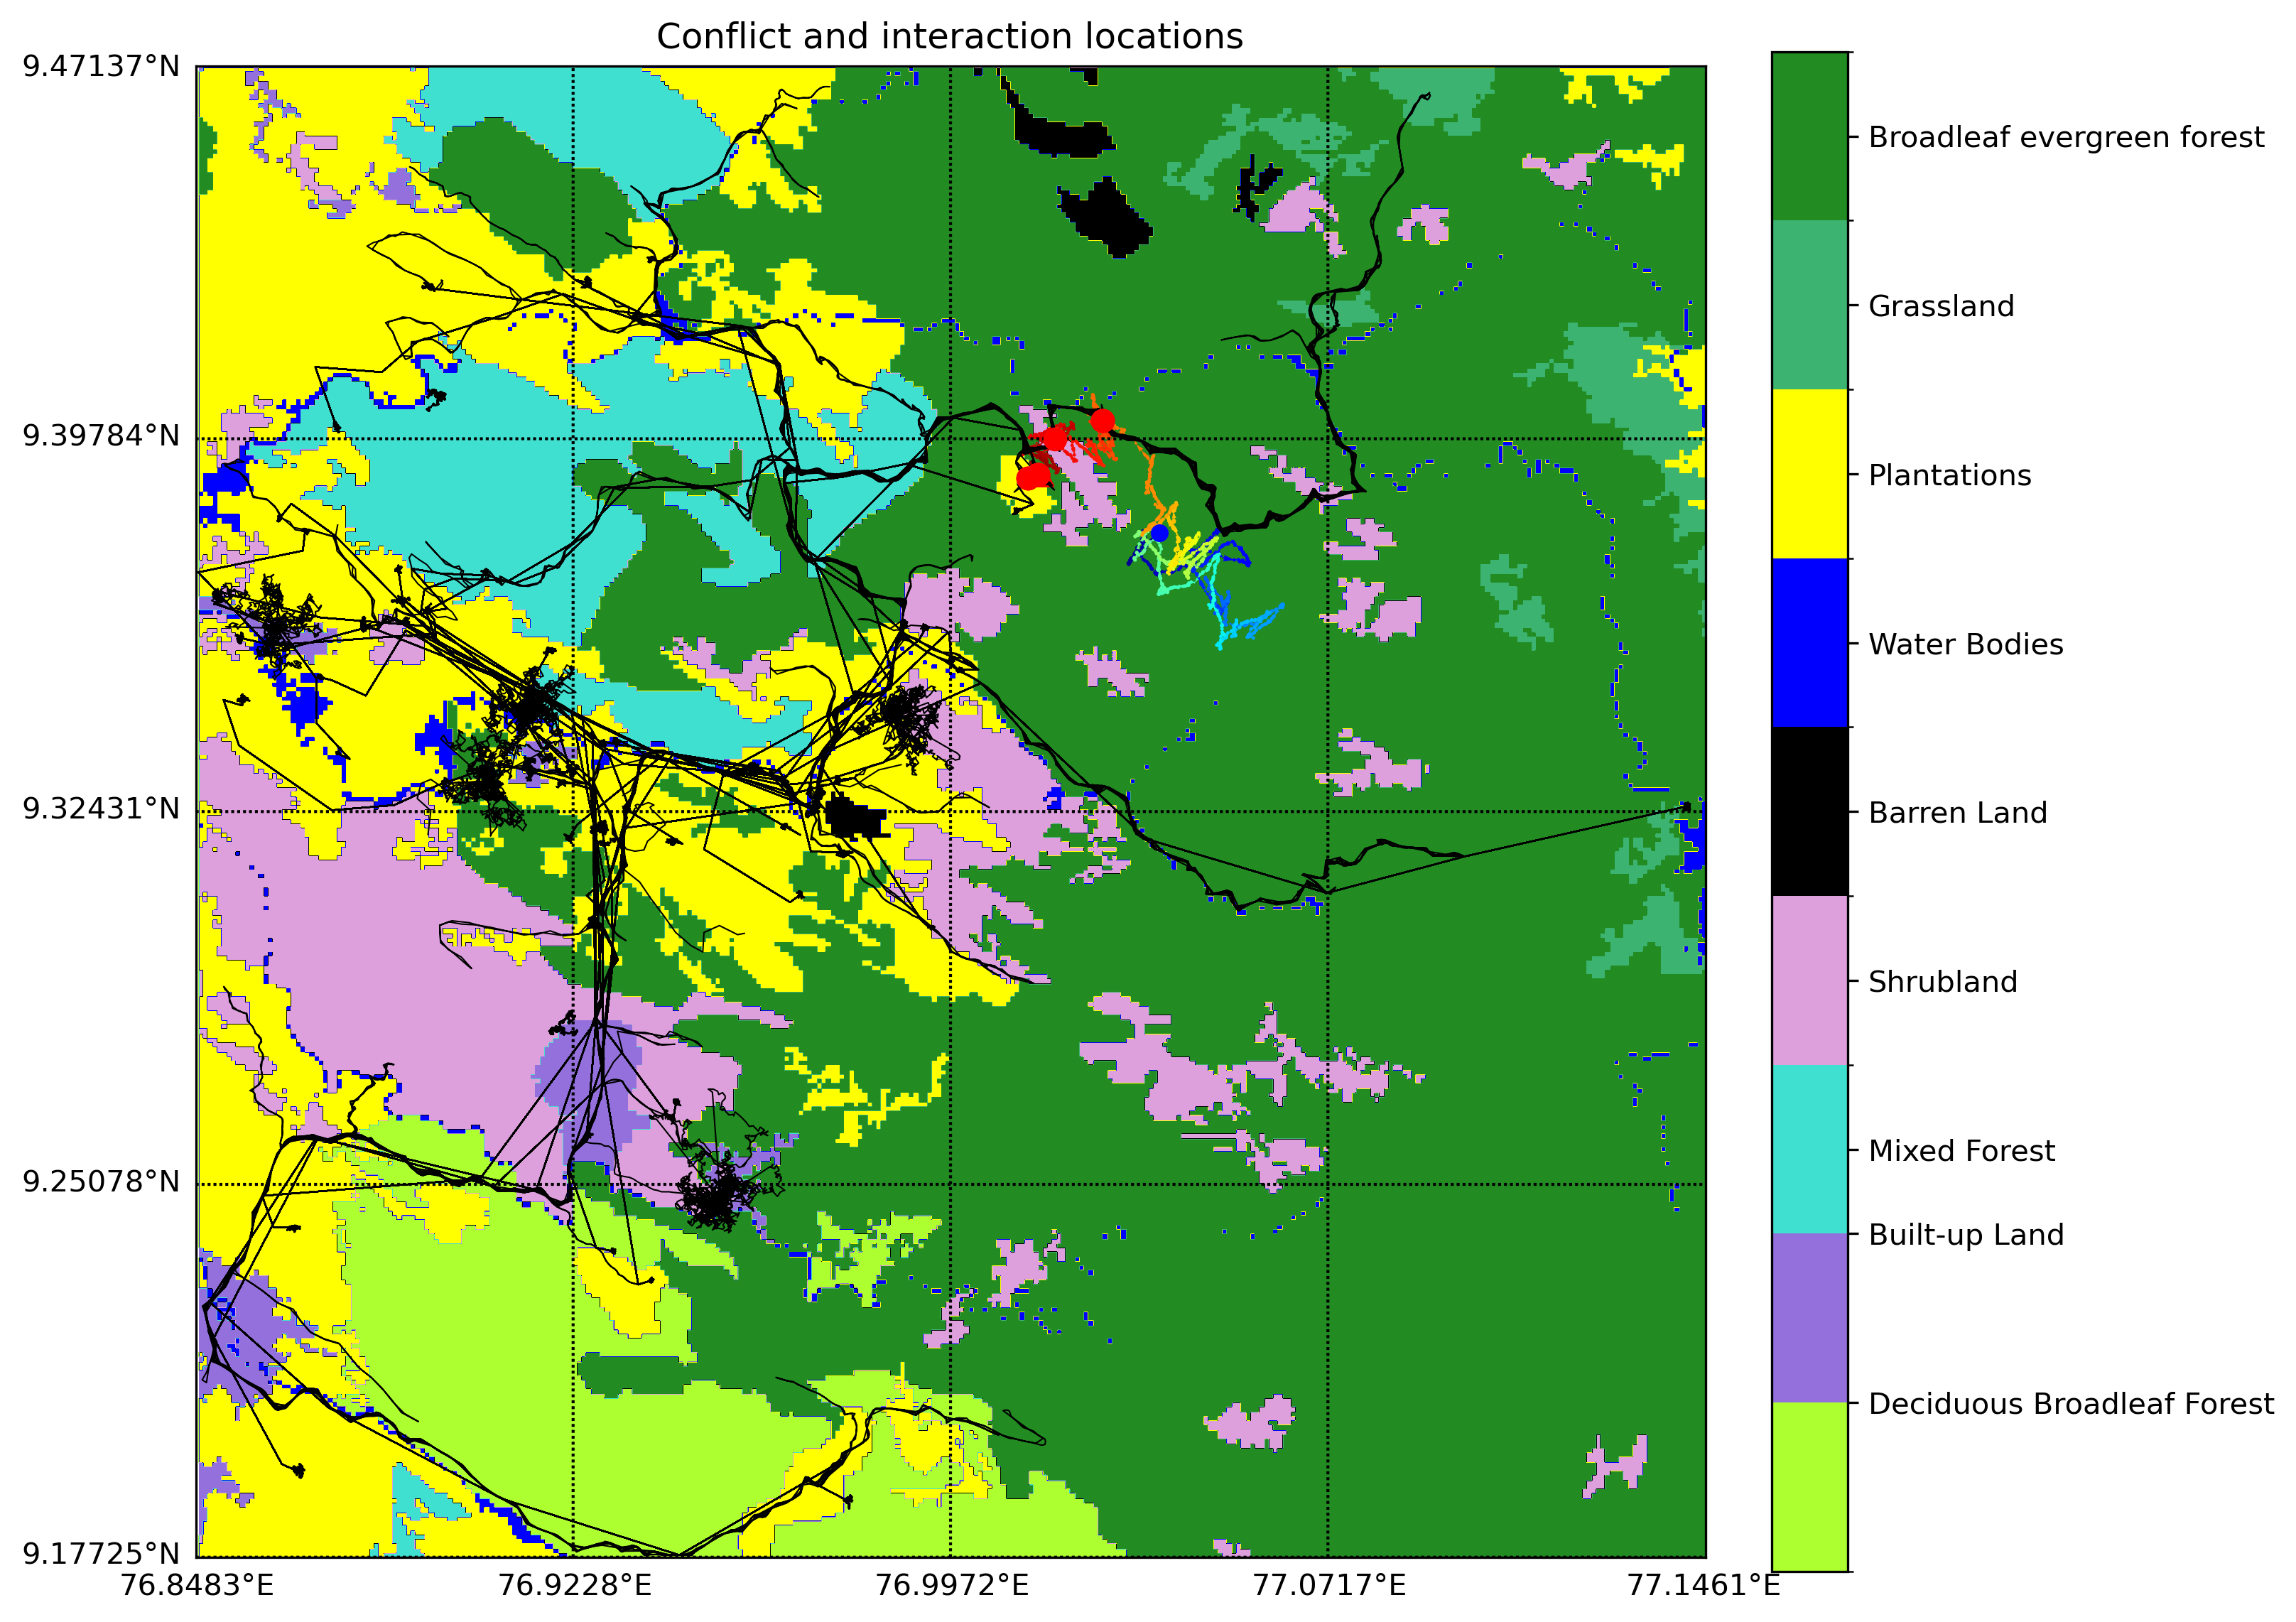 Conflict and interaction locations
9.47137°N
9.39784°N
9.32431°N
9.25078°N
9.17725°N
76.8483°E
76.9228°E
76.9972°E
77.0717°E
77.1461°E
Broadleaf evergreen forest
Grassland
Plantations
Water Bodies
Barren Land
Shrubland
Mixed Forest
Built-up Land
Deciduous Broadleaf Forest